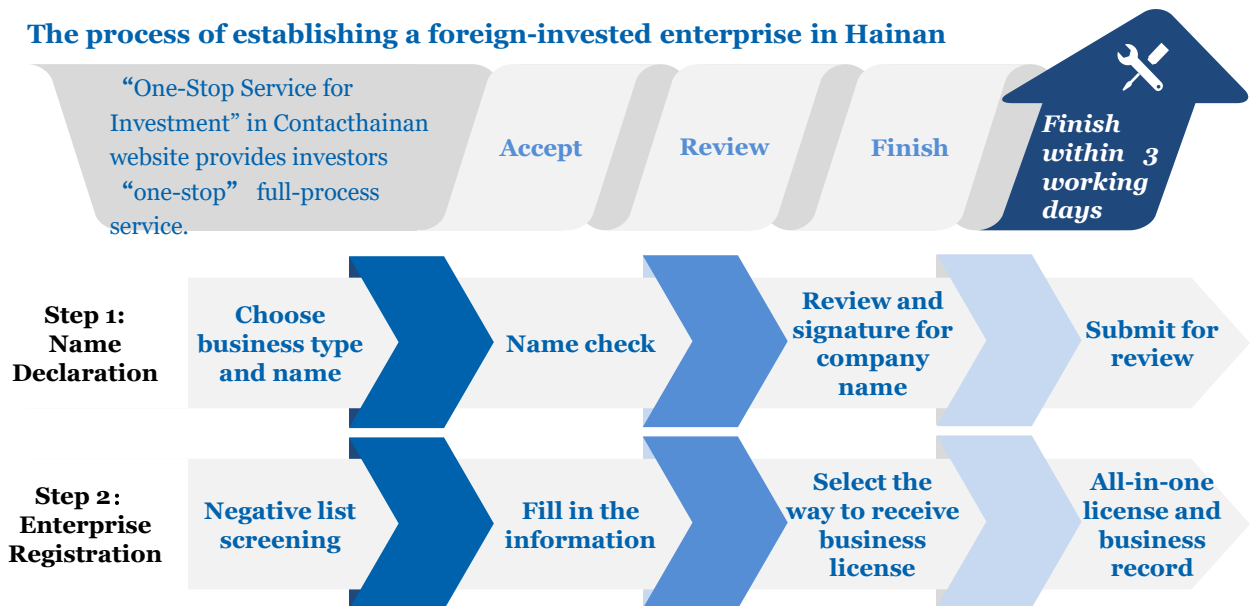 The process of establishing a foreign-invested enterprise in Hainan
“One-Stop Service for
Investment” in Contacthainan
website provides investors
“one-stop” full-process
service.
Accept
Review
Finish
Finish
within 3
working
days
Step 1:
Name
Declaration
Choose
business type
and name
Name check
Review and
signature for
company
name
Submit for
review
Step 2:
Enterprise
Registration
Negative list
screening
Fill in the
information
Select the
way to receive
business
license
All-in-one
license and
business
record